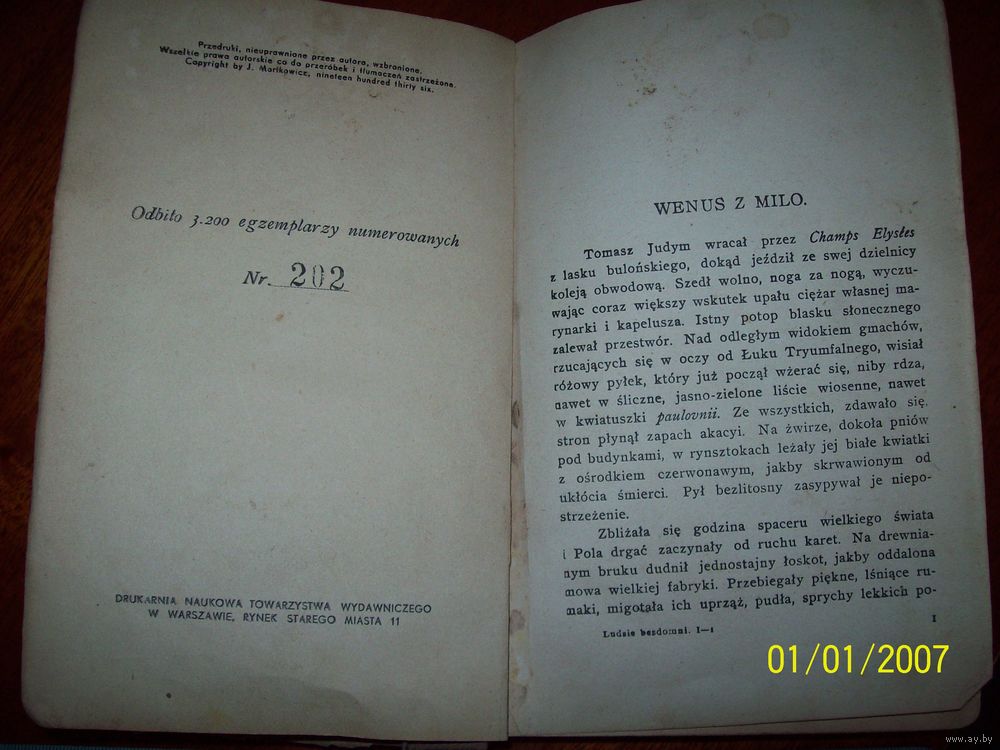 Przedruki, nieuprawnione przez autora, wzbronione.
Wszelkie prawa autorskie co do przeróbek i tłumaczeń zastrzeżone.
Copyright by J. Mortkowicz, nineteen hundred thirty six.
Odbito 3.200 egzemplarzy numerowanych
Nr. 202
DRUKARNIA NAUKOWA TOWARZYSTWA WYDAWNICZEGO
W WARSZAWIE, RYNEK STAREGO MIASTA 11
WENUS Z MILO.
Tomasz Judym wracał przez Champs Elysées
z lasku bulońskiego, dokąd jeździł ze swej dzielnicy
koleją obwodową. Szedł wolno, noga za nogą, wyczu-
wając coraz większy wskutek upału ciężar własnej ma-
rynarki i kapelusza. Istny potop blasku słonecznego
zalewał przestwór. Nad odległym widokiem gmachów,
rzucających się w oczy od Łuku Tryumfalnego, wisiał
różowy pyłek, który już począł wżerać się, niby rdza,
nawet w śliczne, jasno-zielone liście wiosenne, nawet
w kwiatuszki paulovnii. Ze wszystkich, zdawało się,
stron płynął zapach akacyi. Na żwirze, dokoła pniów
pod budynkami, w rynsztokach leżały jej białe kwiatki
z ośrodkiem czerwonawym, jakby skrwawionym od
ukłócia śmierci. Pył bezlitosny zasypywał je niepo-
strzeżenie.
Zbliżała się godzina spaceru wielkiego świata
i Pola drgać zaczynały od ruchu karet. Na drewnia-
nym bruku dudnił jednostajny łoskot, jakby oddalona
mowa wielkiej fabryki. Przebiegały piękne, lśniące ru-
maki, migotała ich uprząż, pudła, sprychy lekkich po-
Ludzie bezdomni. I—1
1
01/01/2007
www.ay.by